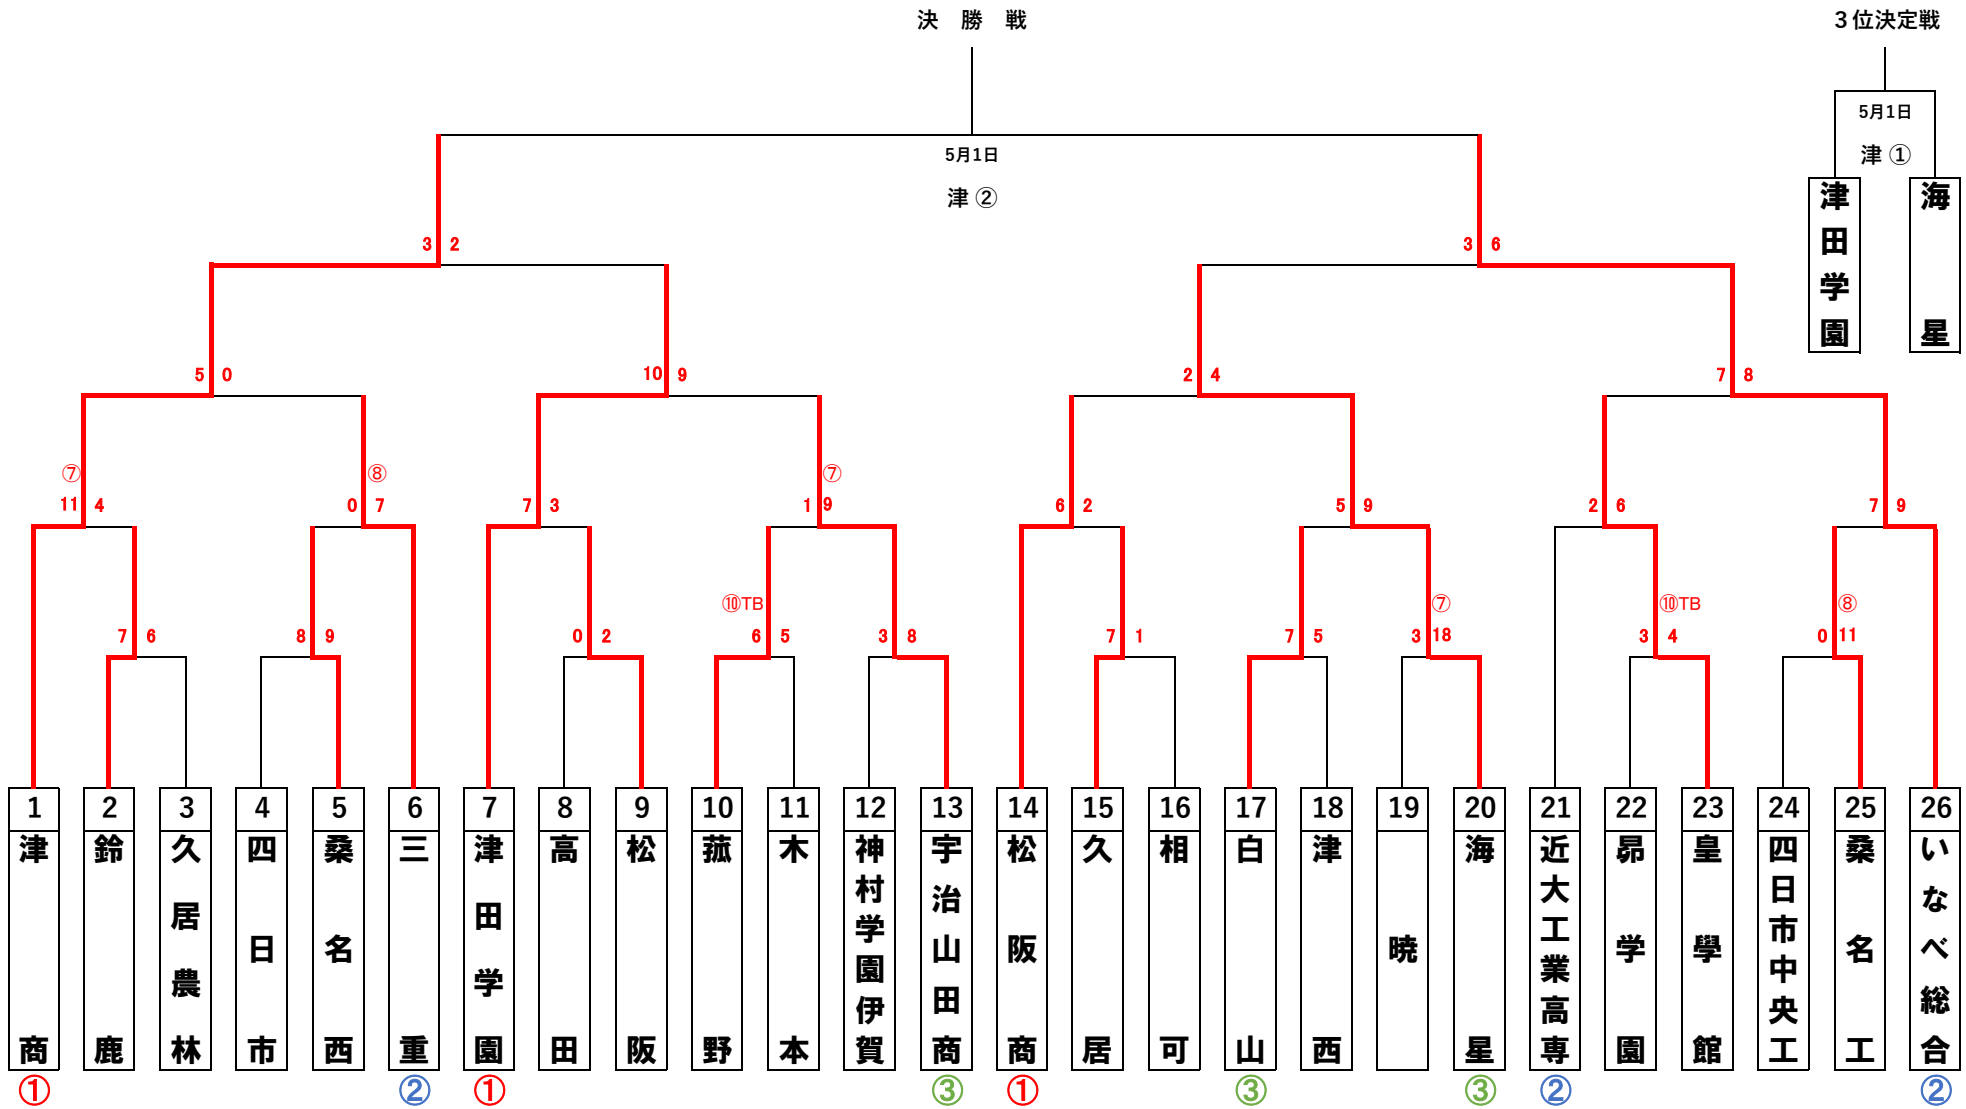 決　勝　戦
３位決定戦
5月1日
津 ①
5月1日
津 ②
津田学園
海星
3 2
3 6
5 0
10 9
2 4
7 8
⑦
⑧
⑦
11 4
0 7
7 3
1 9
6 2
5 9
2 6
7 9
⑩TB
⑦
⑩TB
⑧
7 6
8 9
0 2
6 5
3 8
7 1
7 5
3 18
3 4
0 11
1 津商 ①
2 鈴鹿
3 久居農林
4 四日市
5 桑名西
6 三重 ②
7 津田学園 ①
8 高田
9 松阪
10 菰野
11 木本
12 神村学園伊賀
13 宇治山田商 ③
14 松阪商 ①
15 久居
16 相可
17 白山 ③
18 津西
19 暁
20 海星 ③
21 近大工業高専 ②
22 昴学園
23 皇學館
24 四日市中央工
25 桑名工
26 いなべ総合 ②